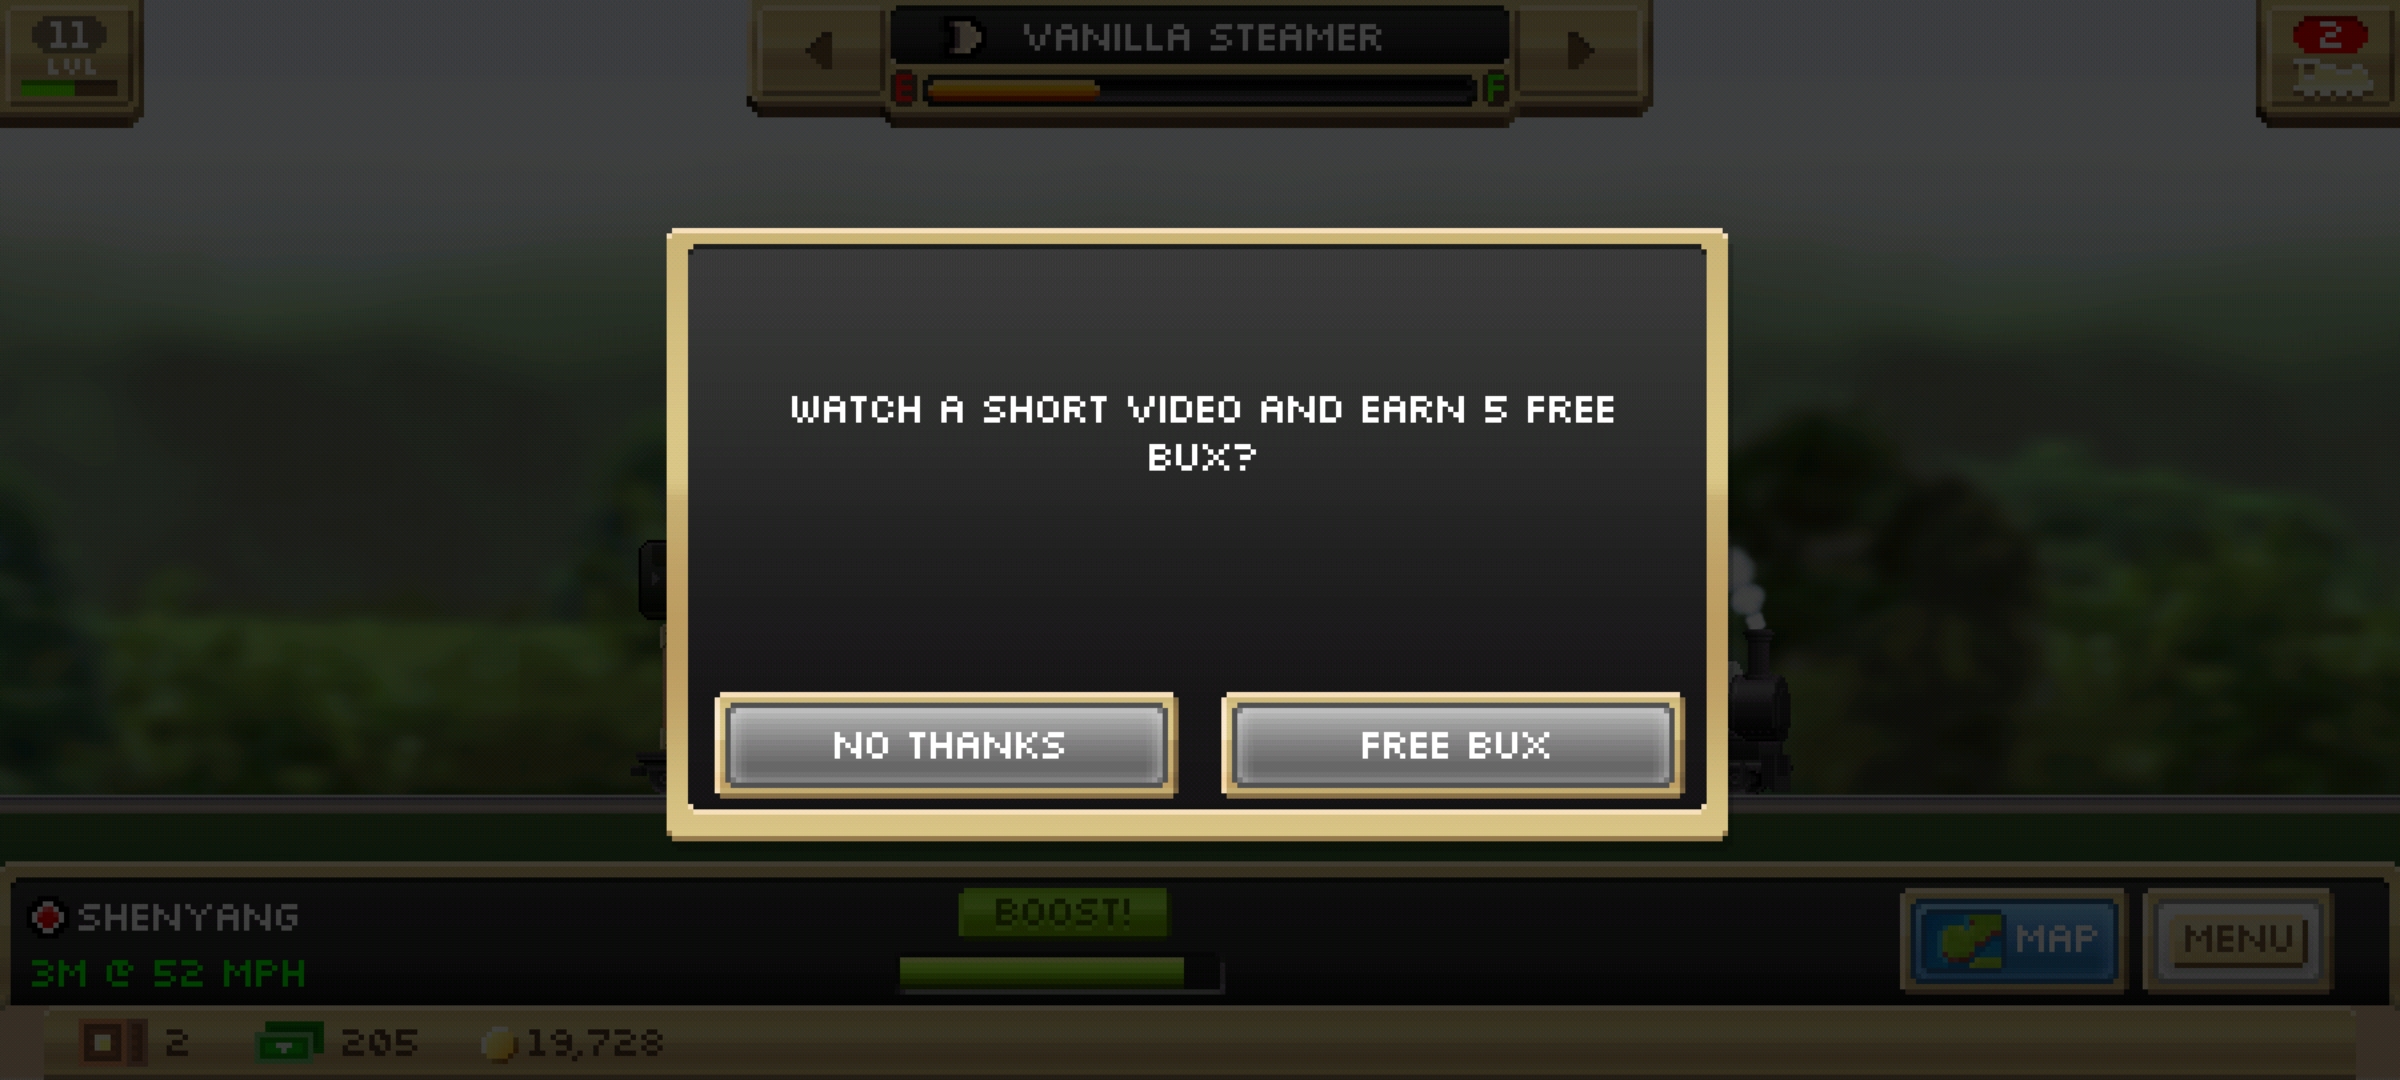 11
LVL
VANILLA STEAMER
E F
2
WATCH A SHORT VIDEO AND EARN 5 FREE
BUX?
NO THANKS
FREE BUX
SHENYANG
3M @ 52 MPH
BOOST!
MAP
MENU
2
205
19,728